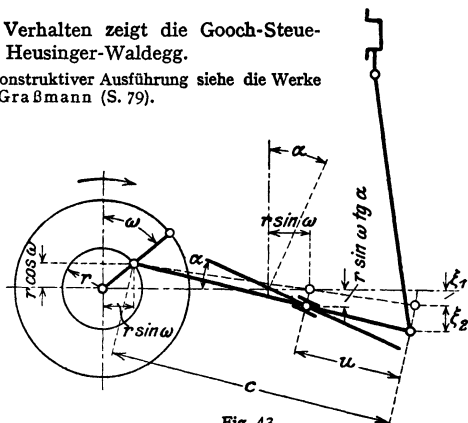 Verhalten zeigt die Gooch-Steue-
Heusinger-Waldegg.
onstruktiver Ausführung siehe die Werke
Graßmann (S. 79).
α
ω
r sin ω
r sin ω tg α
r cos ω
r
α
ξ1
ξ2
r sin ω
u
c
Fig. 43